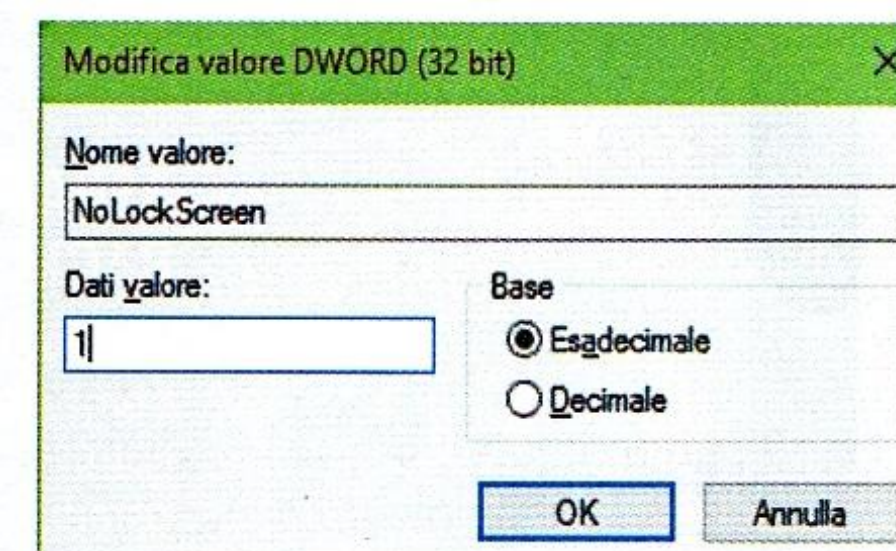 Modifica valore DWORD (32 bit)
Nome valore:
NoLockScreen
Dati valore:
1
Base
Esadecimale
Decimale
OK
Annulla